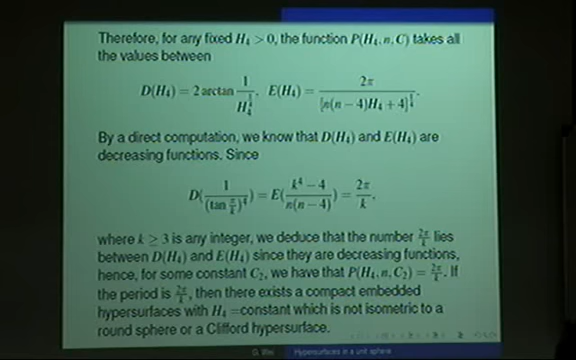 Therefore, for any fixed H₄ > 0, the function P(H₄, n, C) takes all
the values between
D(H₄) = 2 arctan 1/H₄^{1/4}, E(H₄) = 2π/[n(n−4)H₄+4]^{1/4}.
By a direct computation, we know that D(H₄) and E(H₄) are
decreasing functions. Since
D(1/(tan π/k)⁴) = E((k⁴−4)/(n(n−4))) = 2π/k,
where k ≥ 3 is any integer, we deduce that the number 2π/k lies
between D(H₄) and E(H₄) since they are decreasing functions,
hence, for some constant C₂, we have that P(H₄, n, C₂) = 2π/k. If
the period is 2π/k, then there exists a compact embedded
hypersurfaces with H₄ =constant which is not isometric to a
round sphere or a Clifford hypersurface.
G. Wei Hypersurfaces in a unit sphere